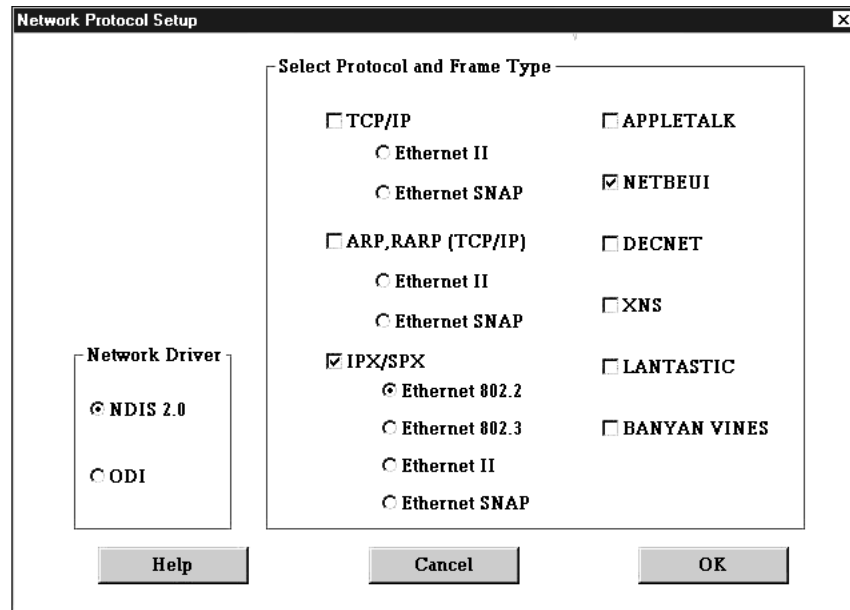 Network Protocol Setup
Select Protocol and Frame Type
TCP/IP
Ethernet II
Ethernet SNAP
ARP,RARP (TCP/IP)
Ethernet II
Ethernet SNAP
IPX/SPX
Ethernet 802.2
Ethernet 802.3
Ethernet II
Ethernet SNAP
APPLETALK
NETBEUI
DECNET
XNS
LANTASTIC
BANYAN VINES
Network Driver
NDIS 2.0
ODI
Help
Cancel
OK